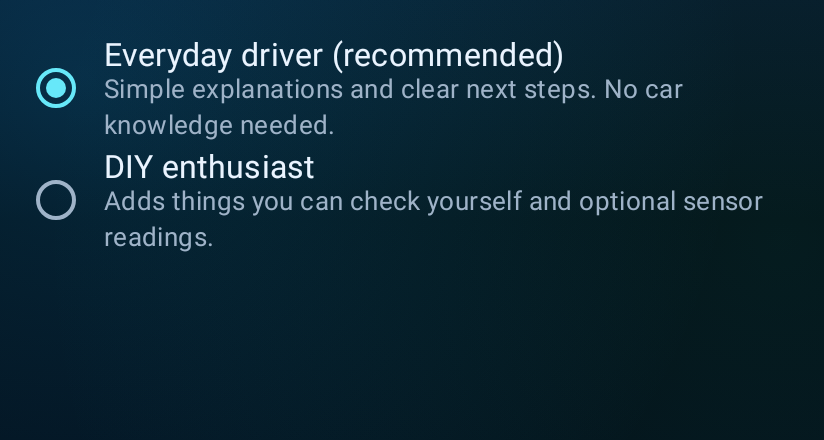 Everyday driver (recommended)
Simple explanations and clear next steps. No car
knowledge needed.
DIY enthusiast
Adds things you can check yourself and optional sensor
readings.